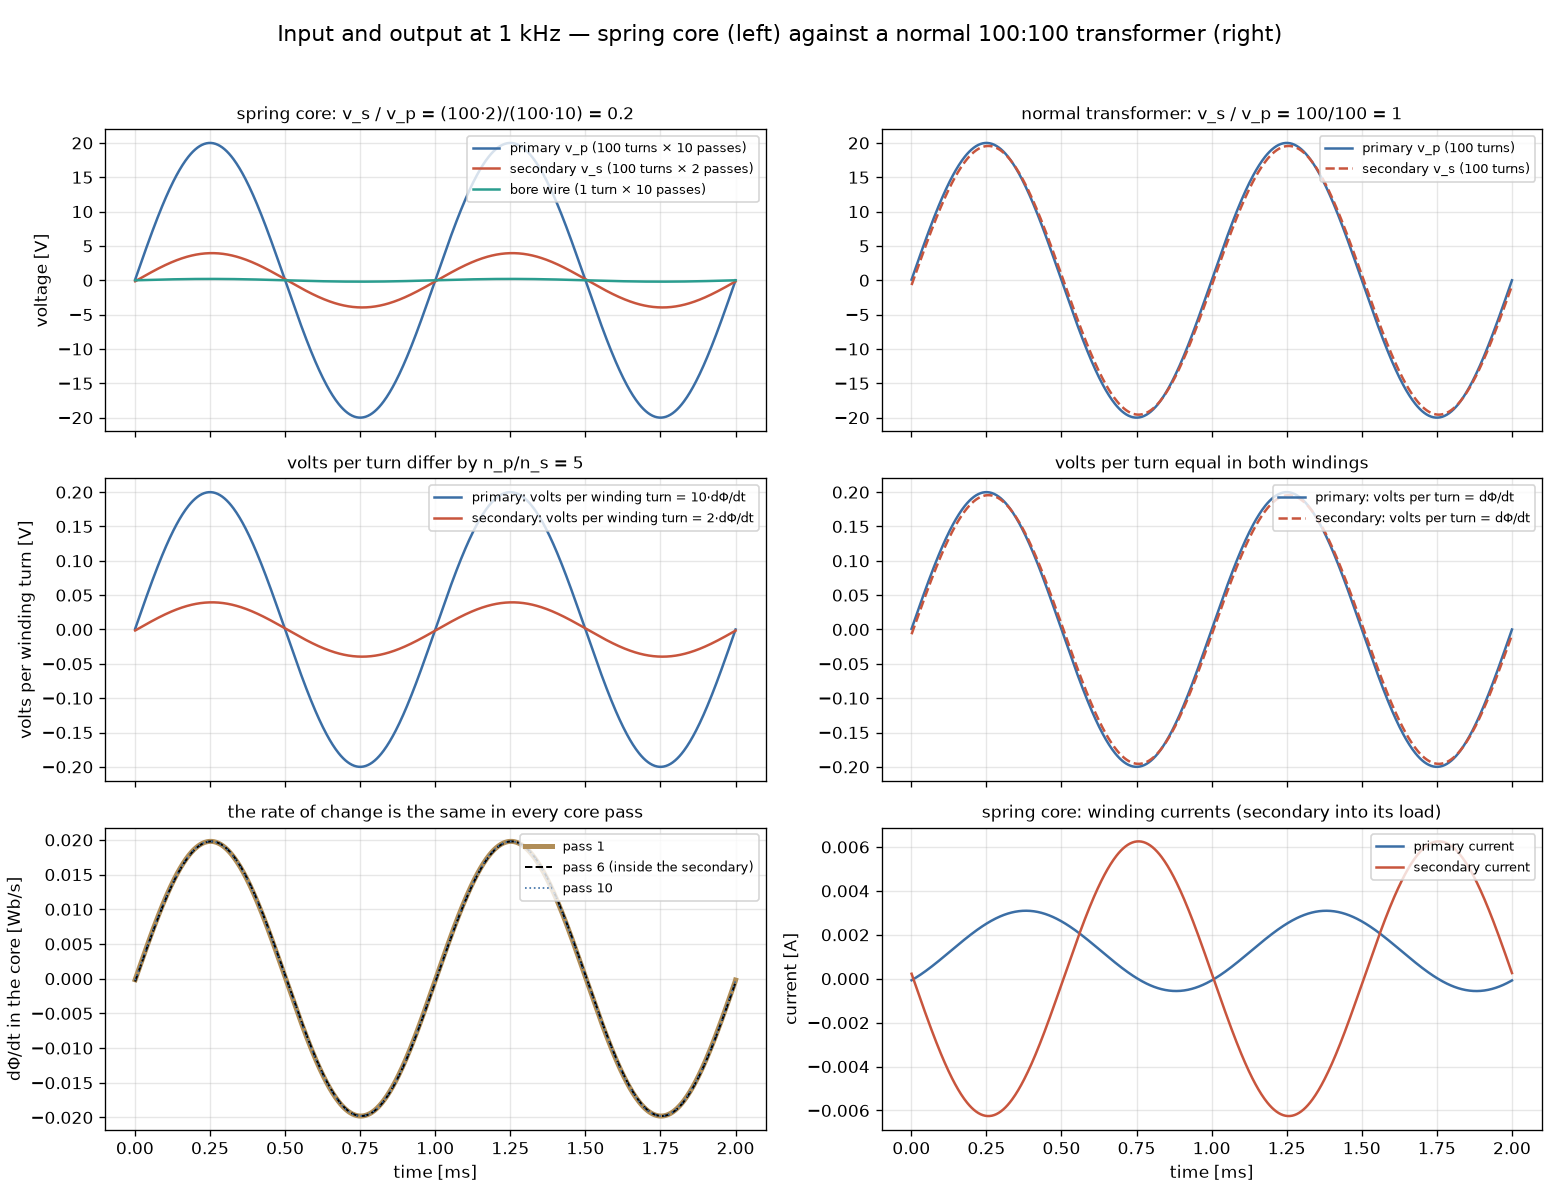 Input and output at 1 kHz — spring core (left) against a normal 100:100 transformer (right)
spring core: v_s / v_p = (100·2)/(100·10) = 0.2
voltage [V]
20
15
10
5
0
−5
−10
−15
−20
primary v_p (100 turns × 10 passes)
secondary v_s (100 turns × 2 passes)
bore wire (1 turn × 10 passes)
normal transformer: v_s / v_p = 100/100 = 1
20
15
10
5
0
−5
−10
−15
−20
primary v_p (100 turns)
secondary v_s (100 turns)
volts per turn differ by n_p/n_s = 5
volts per winding turn [V]
0.20
0.15
0.10
0.05
0.00
−0.05
−0.10
−0.15
−0.20
primary: volts per winding turn = 10·dΦ/dt
secondary: volts per winding turn = 2·dΦ/dt
volts per turn equal in both windings
0.20
0.15
0.10
0.05
0.00
−0.05
−0.10
−0.15
−0.20
primary: volts per turn = dΦ/dt
secondary: volts per turn = dΦ/dt
the rate of change is the same in every core pass
dΦ/dt in the core [Wb/s]
0.020
0.015
0.010
0.005
0.000
−0.005
−0.010
−0.015
−0.020
pass 1
pass 6 (inside the secondary)
pass 10
0.00 0.25 0.50 0.75 1.00 1.25 1.50 1.75 2.00
time [ms]
spring core: winding currents (secondary into its load)
current [A]
0.006
0.004
0.002
0.000
−0.002
−0.004
−0.006
primary current
secondary current
0.00 0.25 0.50 0.75 1.00 1.25 1.50 1.75 2.00
time [ms]